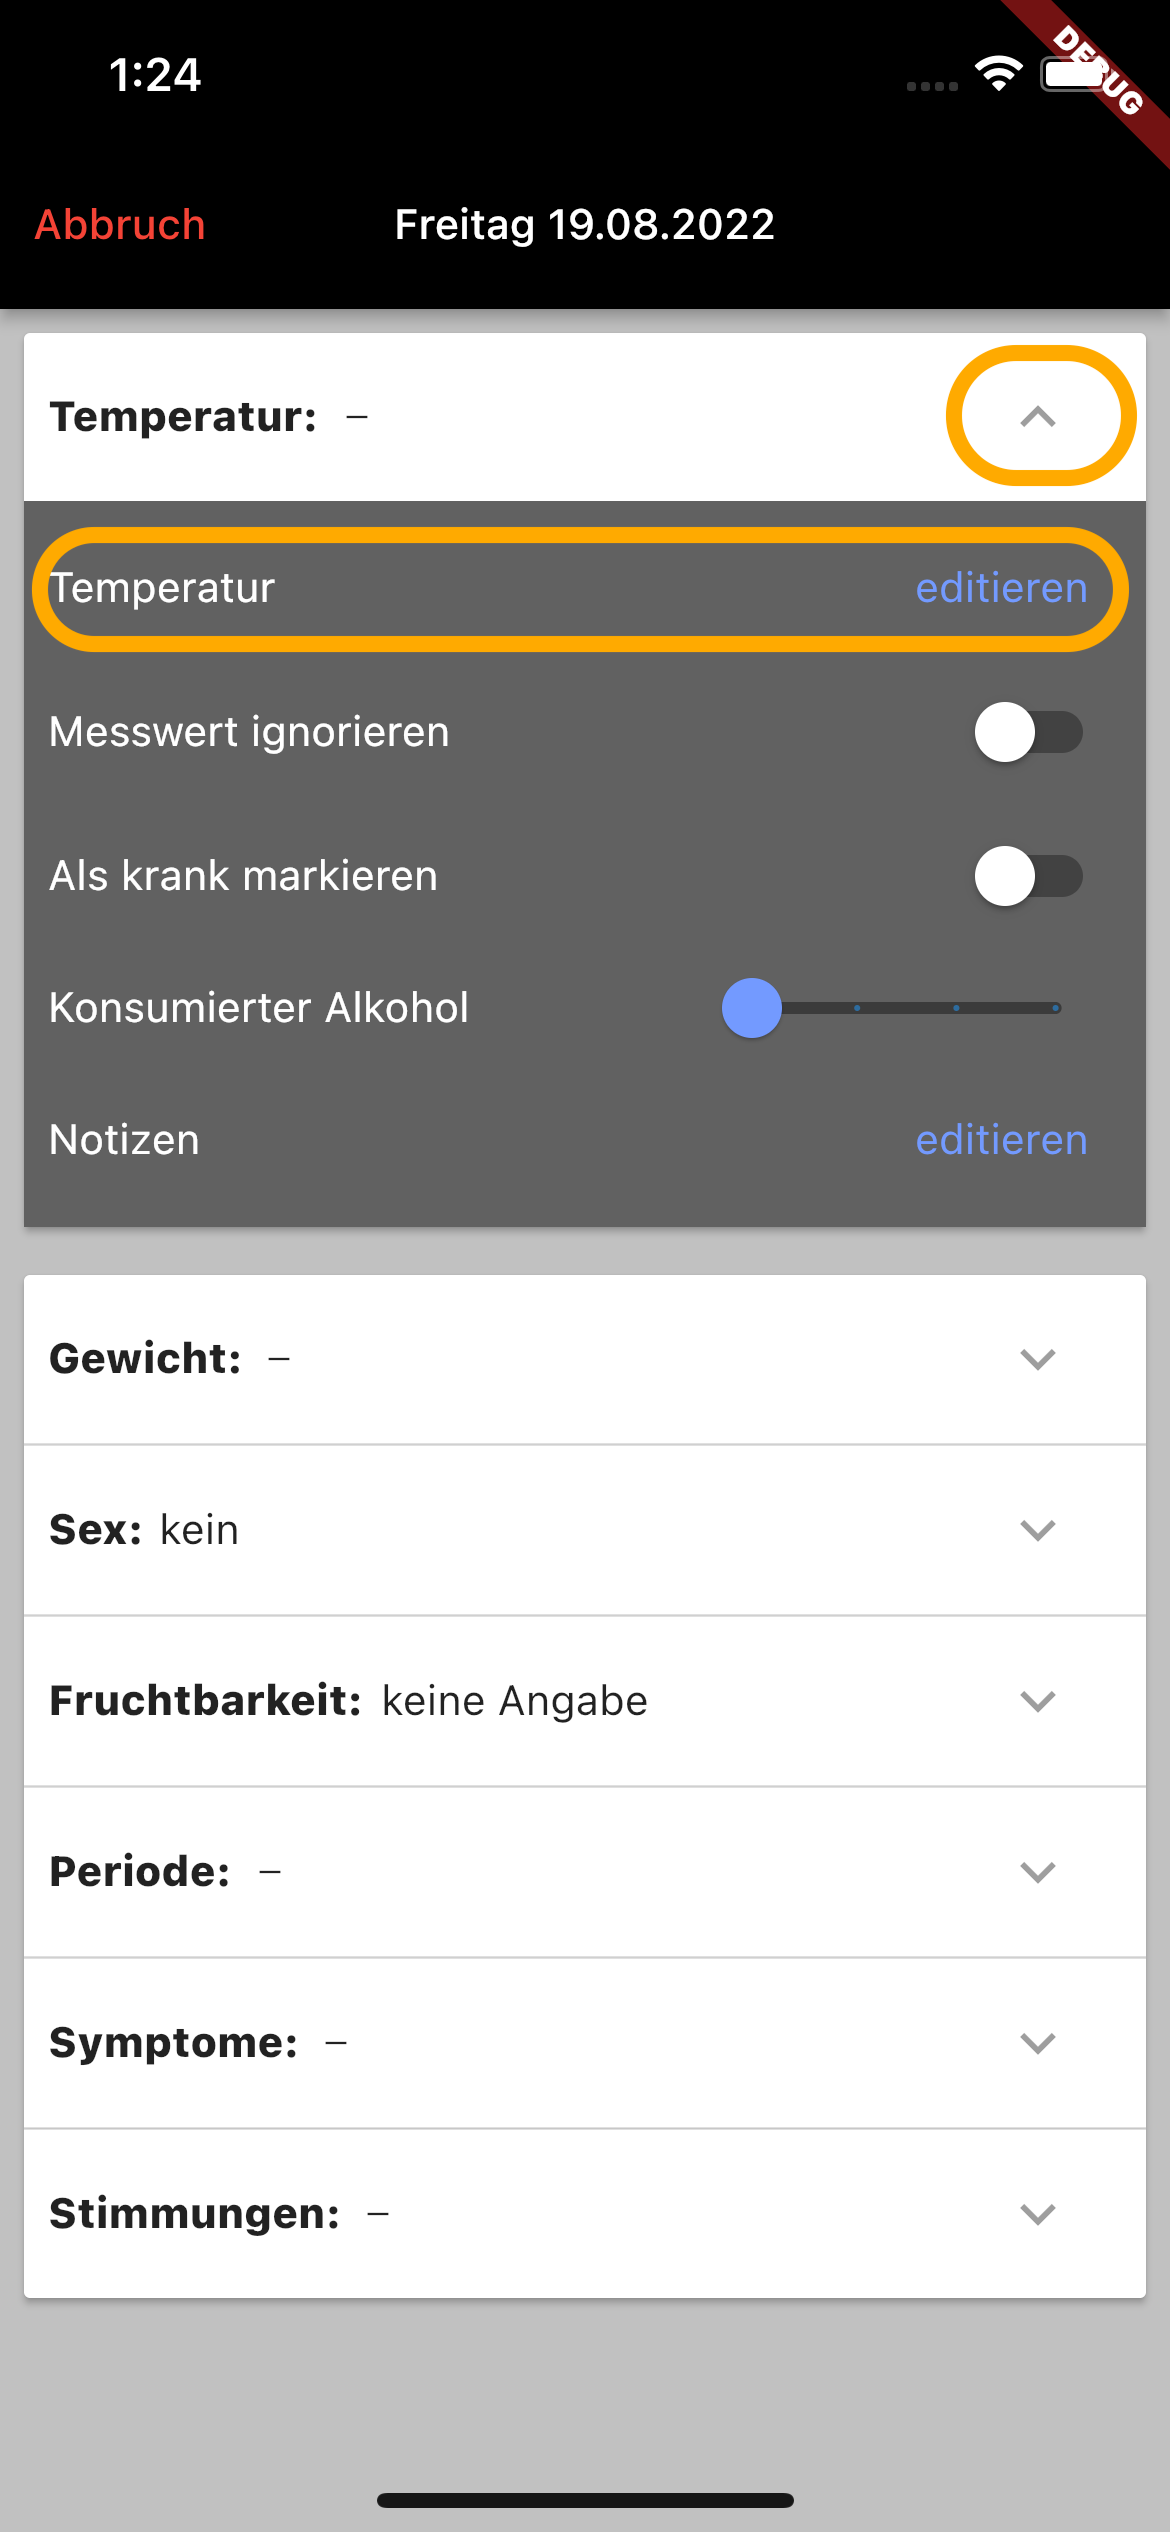 1:24
DEBUG
Abbruch
Freitag 19.08.2022
Temperatur: –
Temperatur editieren
Messwert ignorieren
Als krank markieren
Konsumierter Alkohol
Notizen editieren
Gewicht: –
Sex: kein
Fruchtbarkeit: keine Angabe
Periode: –
Symptome: –
Stimmungen: –